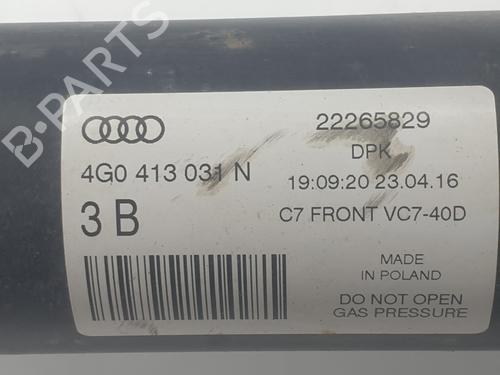 22265829
DPK
4G0 413 031 N
19:09:20 23.04.16
3 B
C7 FRONT VC7-40D
MADE
IN POLAND
DO NOT OPEN
GAS PRESSURE
B-Parts